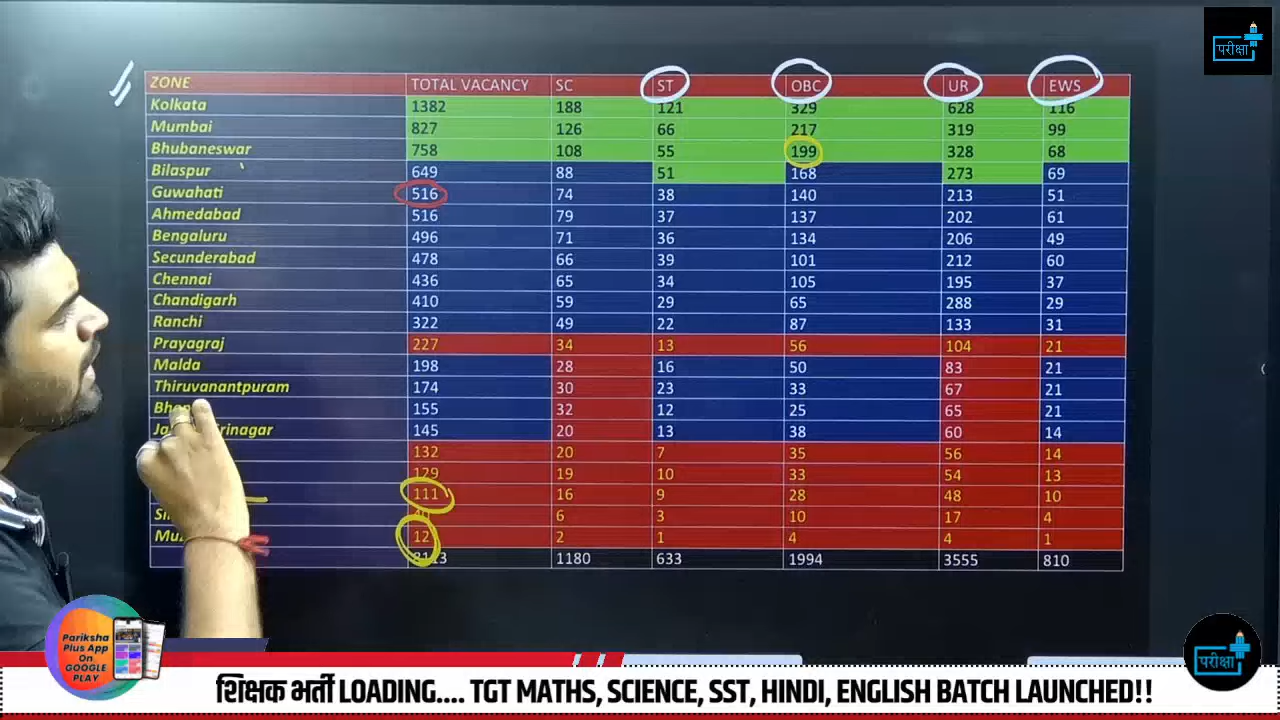 परीक्षा
ZONE TOTAL VACANCY SC ST OBC UR EWS
Kolkata 1382 188 121 329 628 116
Mumbai 827 126 66 217 319 99
Bhubaneswar 758 108 55 199 328 68
Bilaspur 649 88 51 168 273 69
Guwahati 516 74 38 140 213 51
Ahmedabad 516 79 37 137 202 61
Bengaluru 496 71 36 134 206 49
Secunderabad 478 66 39 101 212 60
Chennai 436 65 34 105 195 37
Chandigarh 410 59 29 65 288 29
Ranchi 322 49 22 87 133 31
Prayagraj 227 34 13 56 104 21
Malda 198 28 16 50 83 21
Thiruvanantpuram 174 30 23 33 67 21
155 32 12 25 65 21
145 20 13 38 60 14
132 20 7 35 56 14
129 19 10 33 54 13
111 16 9 28 48 10
6 3 10 17 4
12 2 1 4 4 1
1180 633 1994 3555 810
Pariksha
Plus App
On
GOOGLE
PLAY
परीक्षा
शिक्षक भर्ती LOADING.... TGT MATHS, SCIENCE, SST, HINDI, ENGLISH BATCH LAUNCHED!!